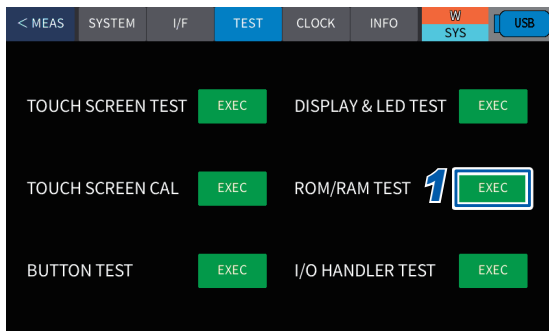 < MEAS SYSTEM I/F TEST CLOCK INFO W SYS USB
TOUCH SCREEN TEST EXEC DISPLAY & LED TEST EXEC
TOUCH SCREEN CAL EXEC ROM/RAM TEST 1 EXEC
BUTTON TEST EXEC I/O HANDLER TEST EXEC